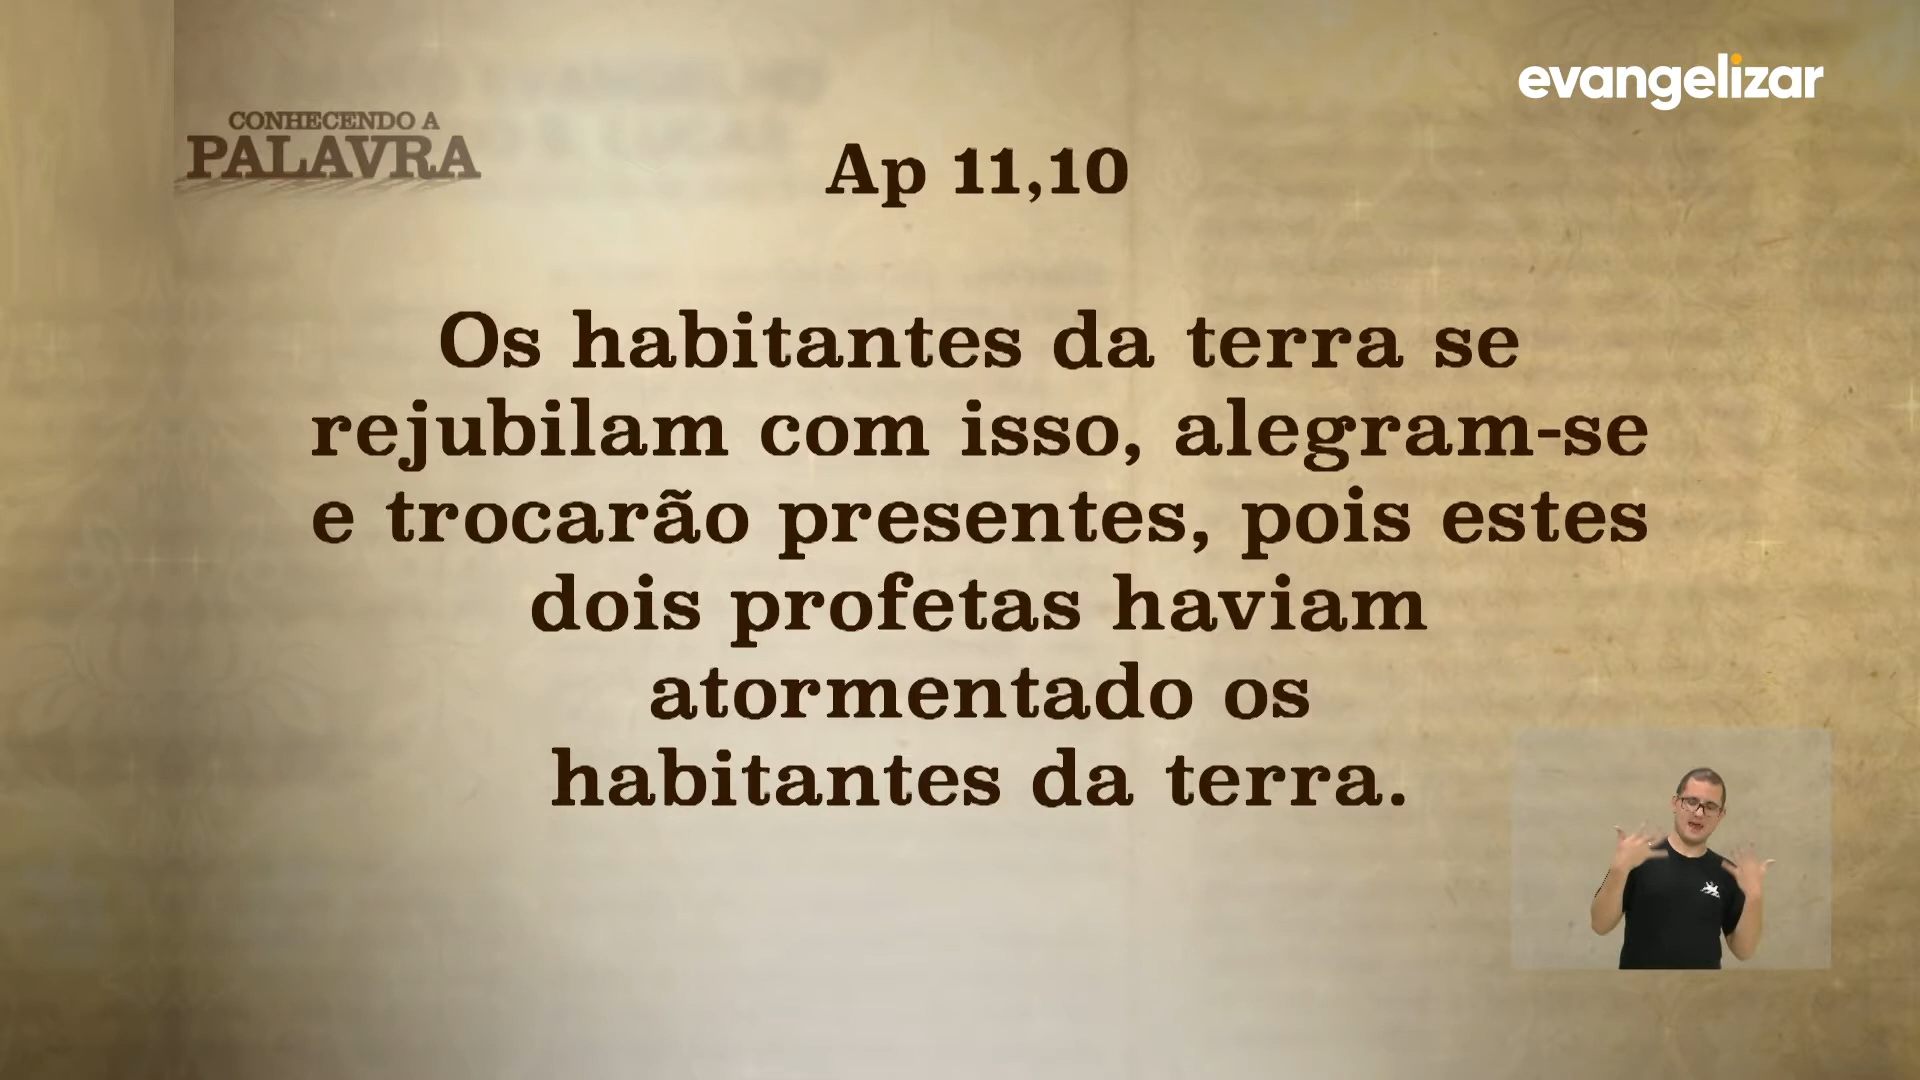 evangelizar
CONHECENDO A
PALAVRA
Ap 11,10
Os habitantes da terra se
rejubilam com isso, alegram-se
e trocarão presentes, pois estes
dois profetas haviam
atormentado os
habitantes da terra.